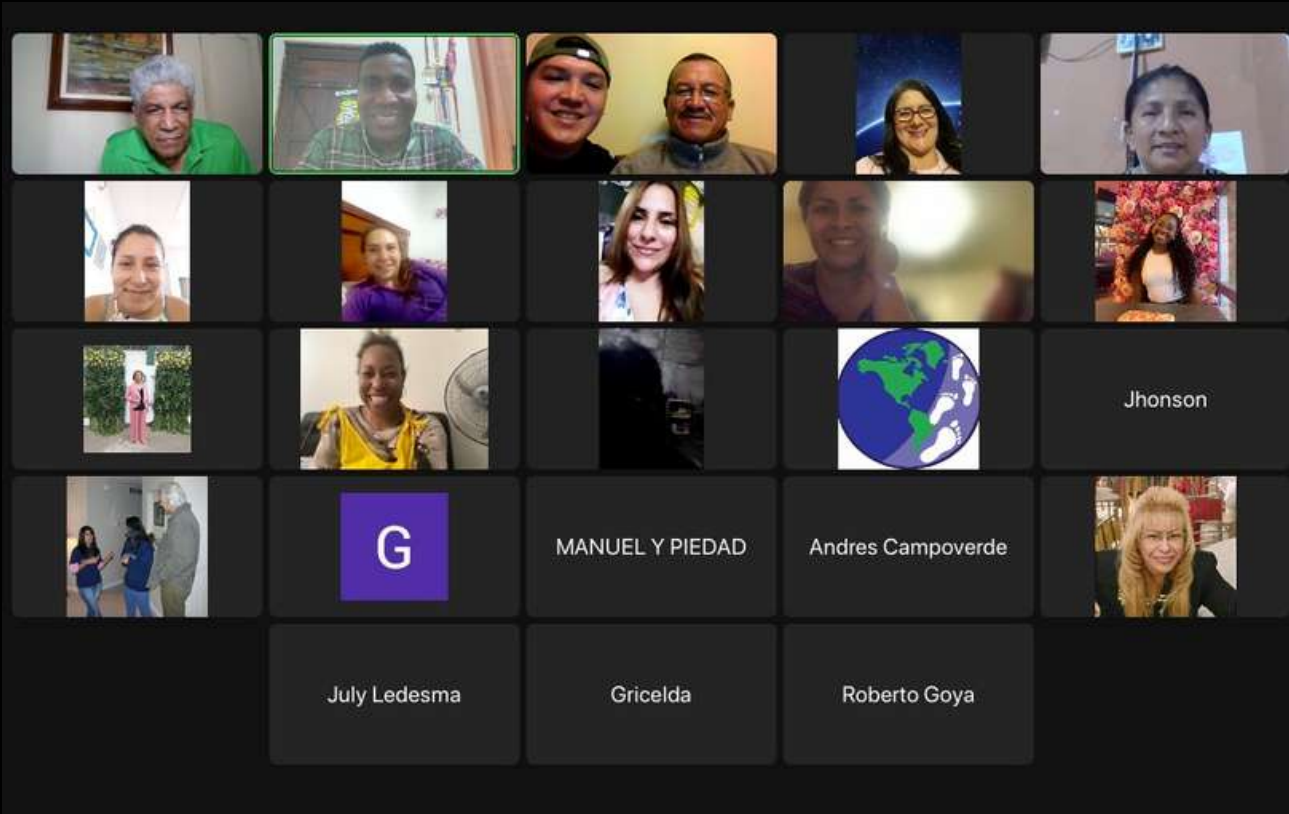 Jhonson
G
MANUEL Y PIEDAD
Andres Campoverde
July Ledesma
Gricelda
Roberto Goya